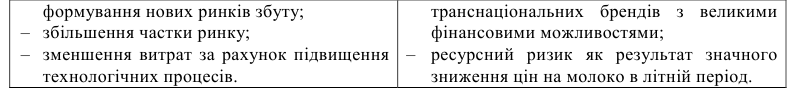 формування нових ринків збуту;
– збільшення частки ринку;
– зменшення витрат за рахунок підвищення
технологічних процесів.
транснаціональних брендів з великими
фінансовими можливостями;
– ресурсний ризик як результат значного
зниження цін на молоко в літній період.